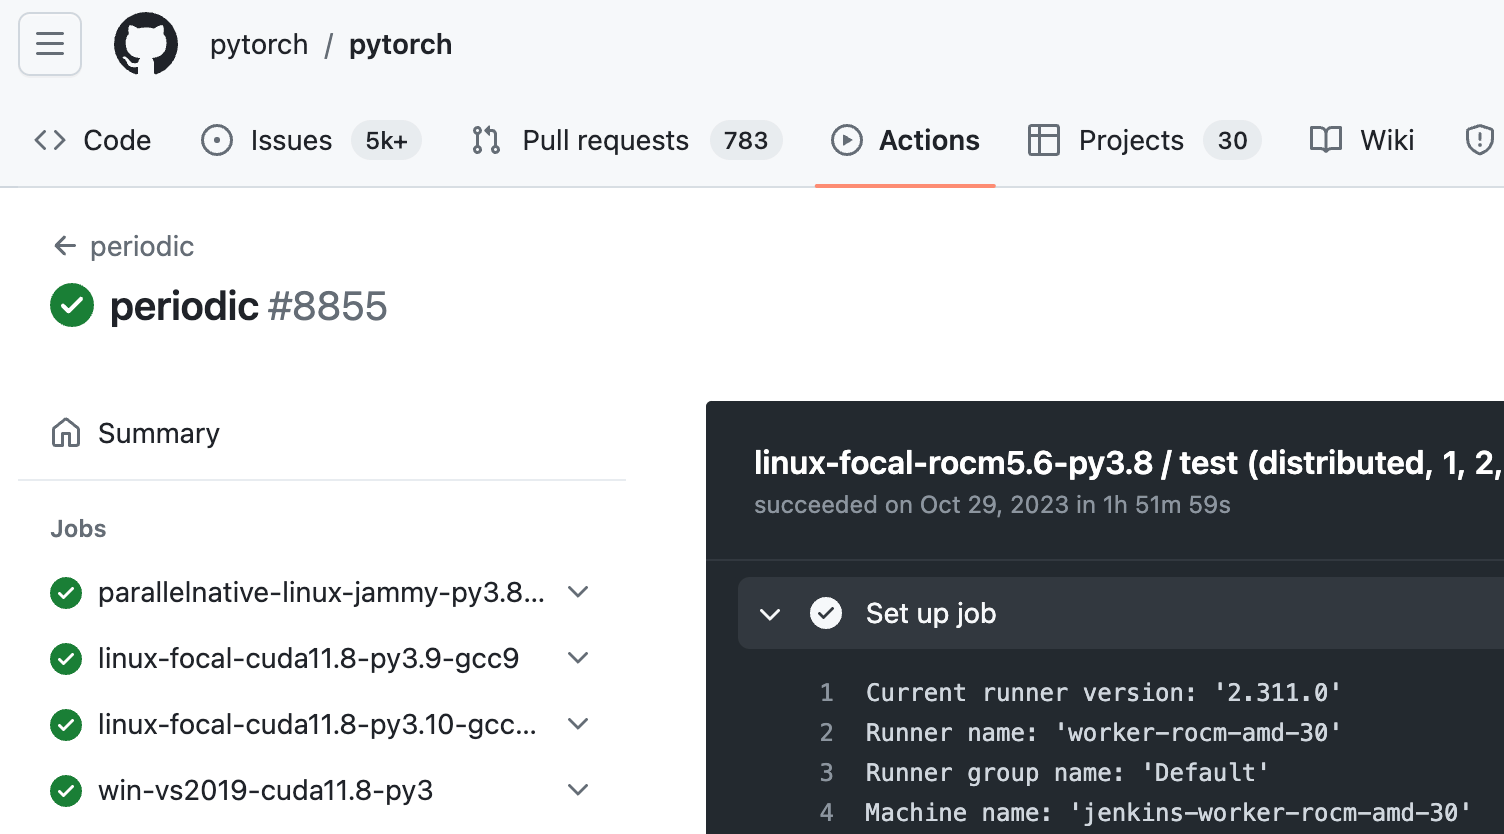 pytorch / pytorch
Code Issues 5k+ Pull requests 783 Actions Projects 30 Wiki
periodic
periodic #8855
Summary
Jobs
parallelnative-linux-jammy-py3.8...
linux-focal-cuda11.8-py3.9-gcc9
linux-focal-cuda11.8-py3.10-gcc...
win-vs2019-cuda11.8-py3
linux-focal-rocm5.6-py3.8 / test (distributed, 1, 2,
succeeded on Oct 29, 2023 in 1h 51m 59s
Set up job
1 Current runner version: '2.311.0'
2 Runner name: 'worker-rocm-amd-30'
3 Runner group name: 'Default'
4 Machine name: 'jenkins-worker-rocm-amd-30'